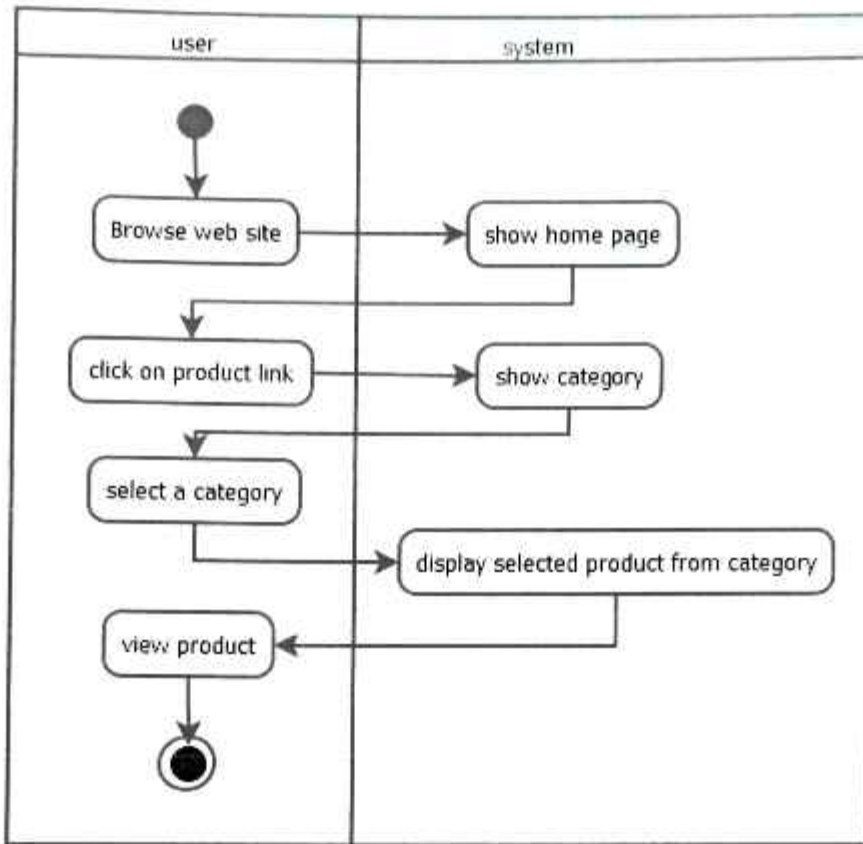 user
system
Browse web site
show home page
click on product link
show category
select a category
display selected product from category
view product